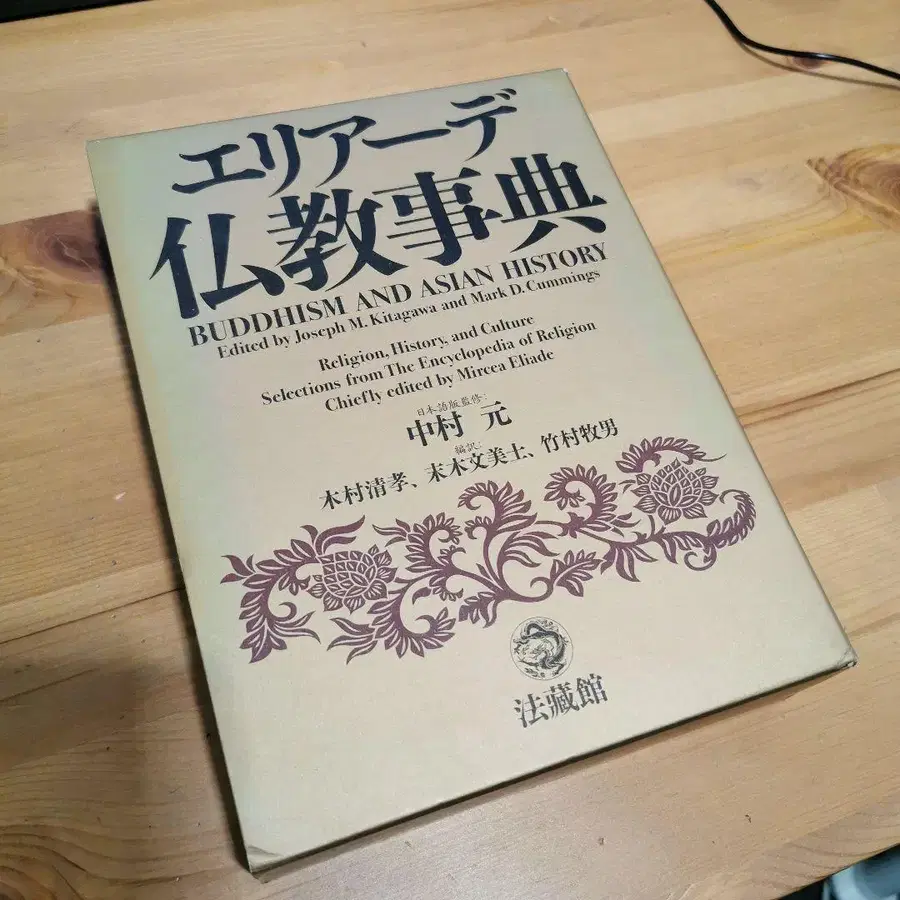 エリアーデ
仏教事典
BUDDHISM AND ASIAN HISTORY
Edited by Joseph M. Kitagawa and Mark D. Cummings
Religion, History, and Culture
Selections from The Encyclopedia of Religion
Chiefly edited by Mircea Eliade
日本語版監修:
中村 元
編訳:
木村清孝、末木文美士、竹村牧男
法藏館